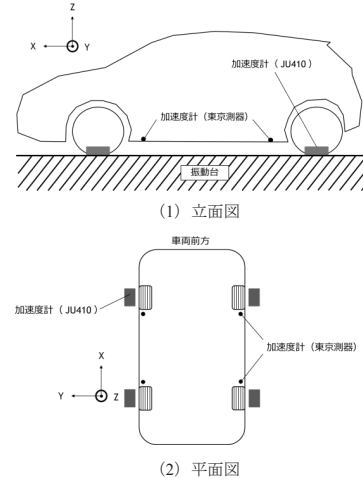 Z
X
Y
加速度計(JU410)
加速度計(東京測器)
振動台
(1) 立面図
車両前方
加速度計(JU410)
加速度計(東京測器)
X
Y
Z
(2) 平面図